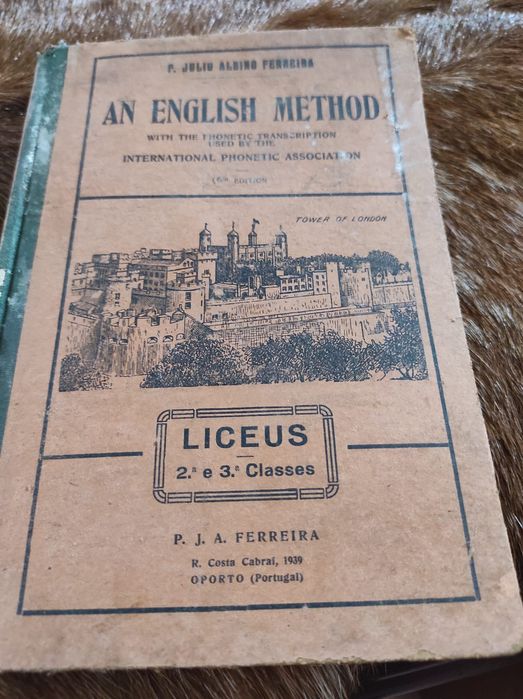 P. JULIO ALBINO FERREIRA
AN ENGLISH METHOD
WITH THE PHONETIC TRANSCRIPTION
USED BY THE
INTERNATIONAL PHONETIC ASSOCIATION
EDITION
TOWER OF LONDON
LICEUS
2.ª e 3.ª Classes
P. J. A. FERREIRA
R. Costa Cabral, 1939
OPORTO (Portugal)